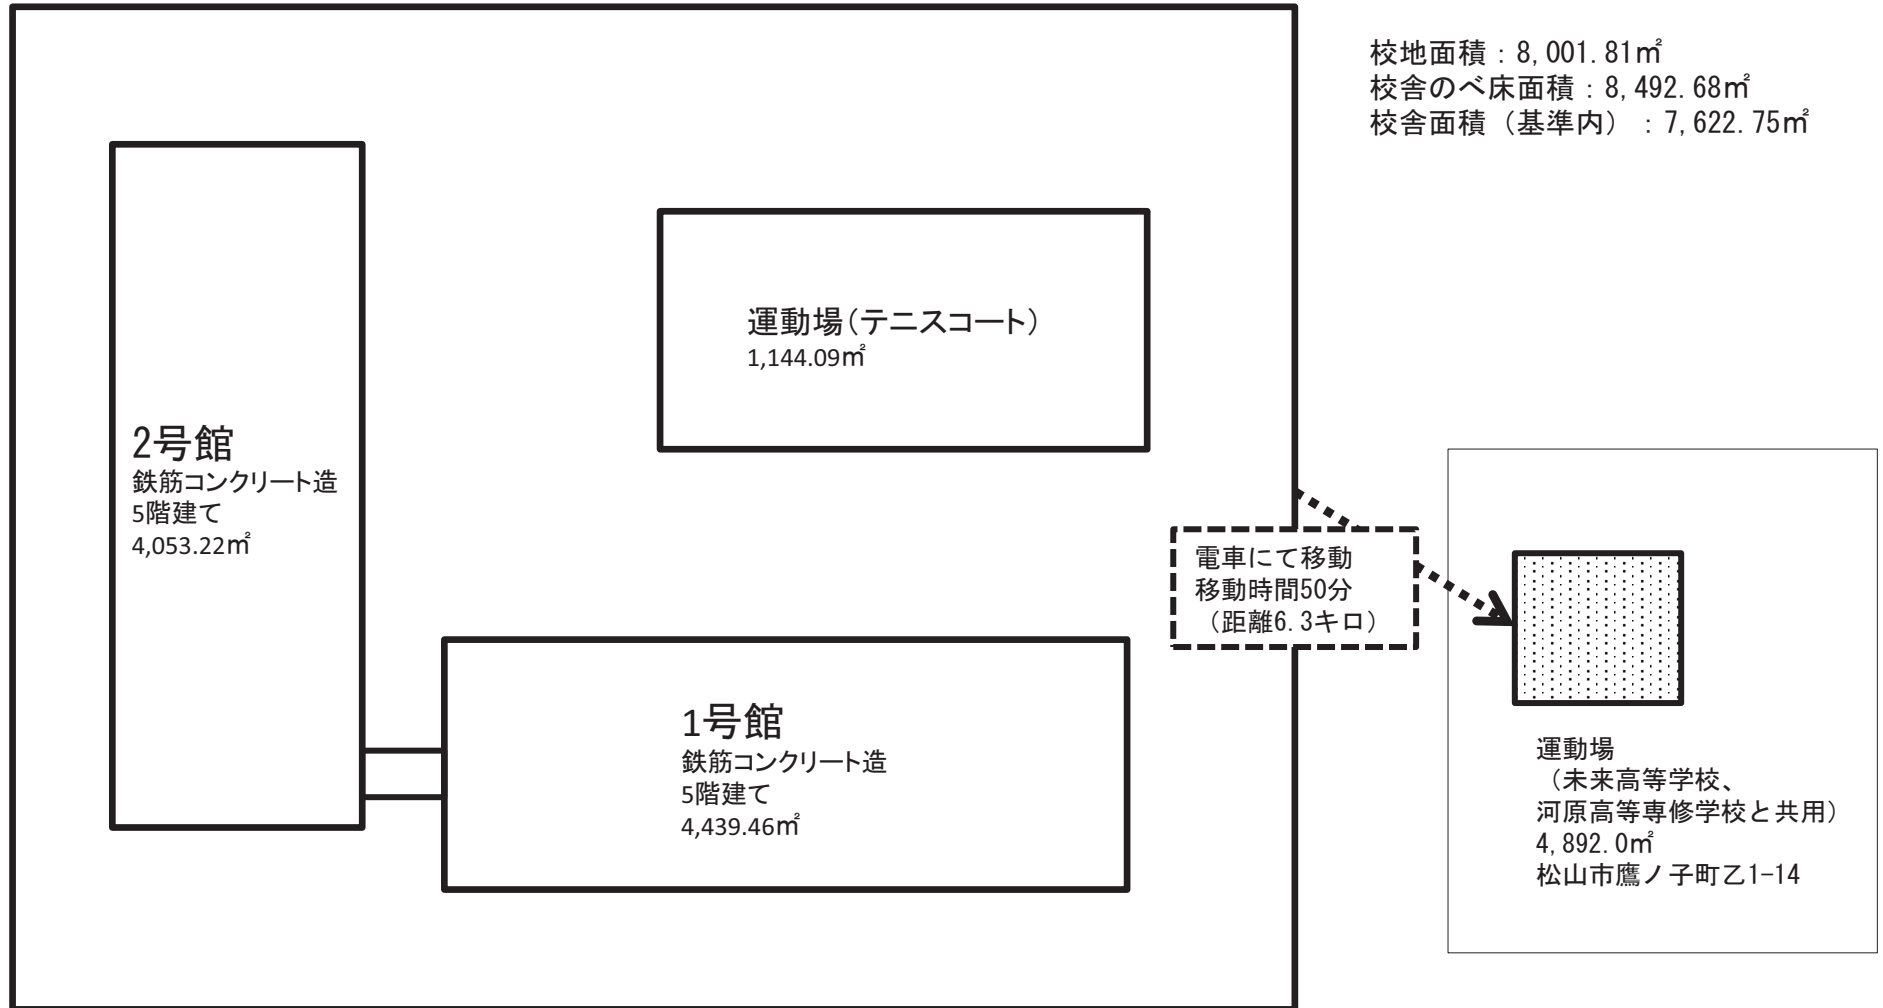 校地面積：8,001.81㎡
校舎のべ床面積：8,492.68㎡
校舎面積（基準内）：7,622.75㎡
運動場（テニスコート）
1,144.09㎡
2号館
鉄筋コンクリート造
5階建て
4,053.22㎡
電車にて移動
移動時間50分
（距離6.3キロ）
1号館
鉄筋コンクリート造
5階建て
4,439.46㎡
運動場
（未来高等学校、
河原高等専修学校と共用）
4,892.0㎡
松山市鷹ノ子町乙1-14